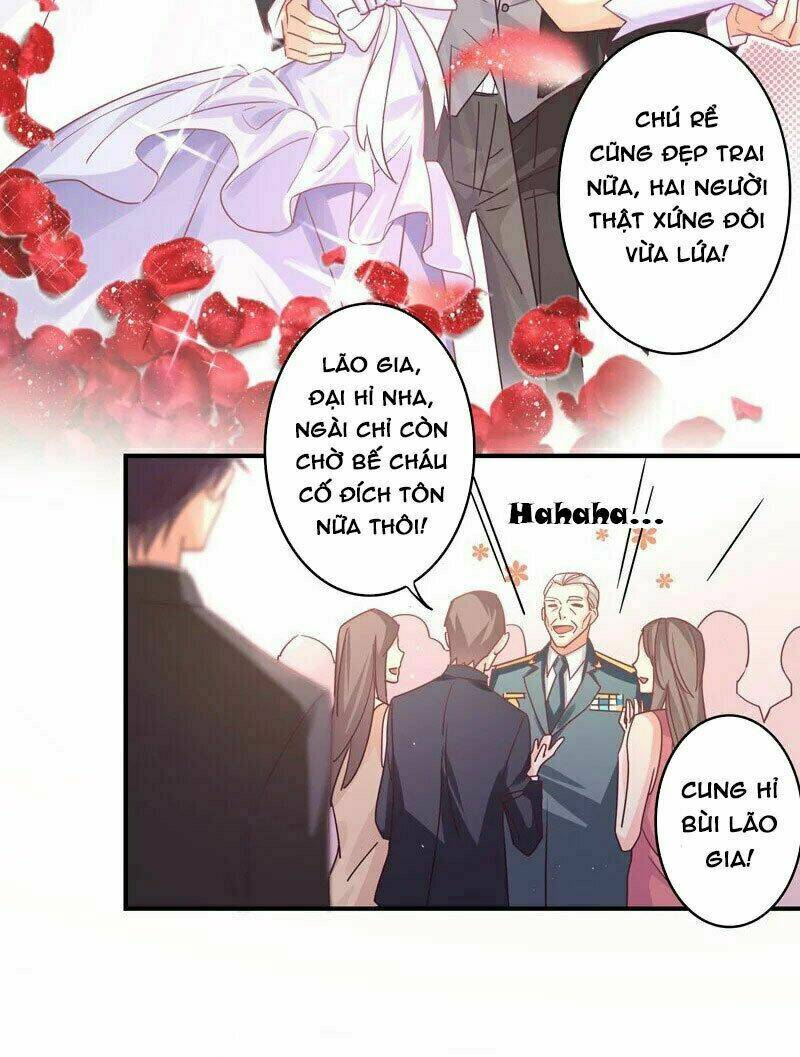 CHÚ RỂ
CŨNG ĐẸP TRAI
NỮA, HAI NGƯỜI
THẬT XỨNG ĐÔI
VỪA LỨA!
LÃO GIA,
ĐẠI HỈ NHA,
NGÀI CHỈ CÒN
CHỜ BẾ CHÁU
CỐ ĐÍCH TÔN
NỮA THÔI!
Hahaha...
CUNG HỈ
BÙI LÃO
GIA!